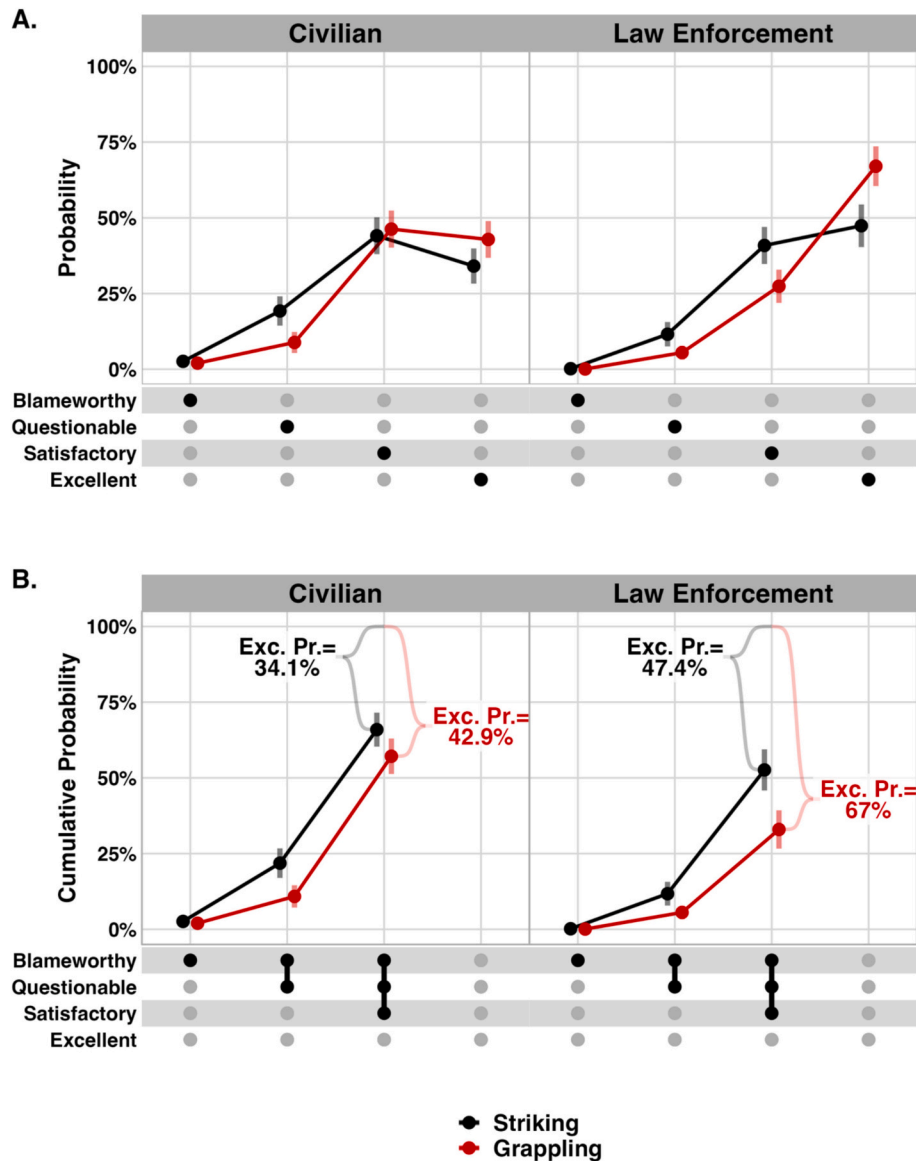 A.
Civilian
Law Enforcement
100%
75%
50%
25%
0%
Probability
Blameworthy
Questionable
Satisfactory
Excellent
B.
Civilian
Law Enforcement
100%
75%
50%
25%
0%
Cumulative Probability
Exc. Pr.=
34.1%
Exc. Pr.=
42.9%
Exc. Pr.=
47.4%
Exc. Pr.=
67%
Blameworthy
Questionable
Satisfactory
Excellent
Striking
Grappling